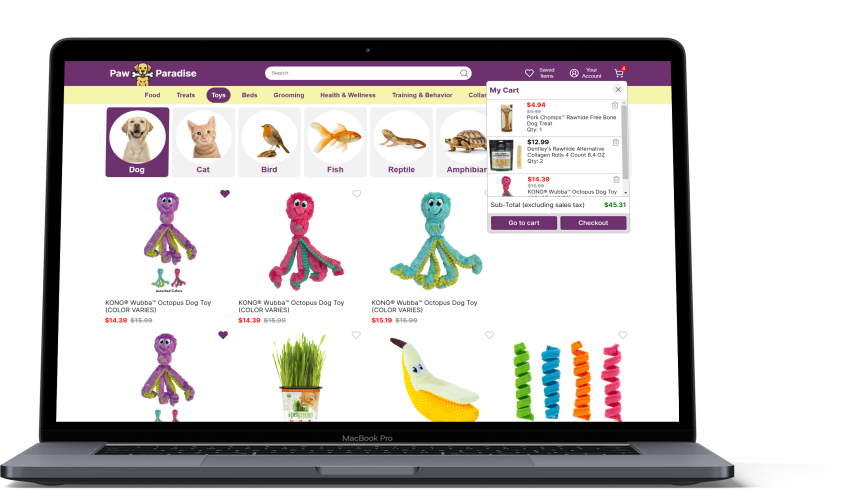 Paw Paradise
Search
Saved Items
Your Account
4
Food Treats Toys Beds Grooming Health & Wellness Training & Behavior Collar
Dog Cat Bird Fish Reptile Amphibian
My Cart
$4.94
$5.49
Pork Chomps™ Rawhide Free Bone
Dog Treat
Qty: 1
$12.99
Dentley's Rawhide Alternative
Collagen Rolls 4 Count 8.4 OZ
Qty: 2
$14.39
$15.99
KONG® Wubba™ Octopus Dog Toy
Sub-Total (excluding sales tax) $45.31
Go to cart Checkout
Assorted Colors
KONG® Wubba™ Octopus Dog Toy
(COLOR VARIES)
$14.39 $15.99
KONG® Wubba™ Octopus Dog Toy
(COLOR VARIES)
$14.39 $15.99
KONG® Wubba™ Octopus Dog Toy
(COLOR VARIES)
$15.19 $15.99
MacBook Pro